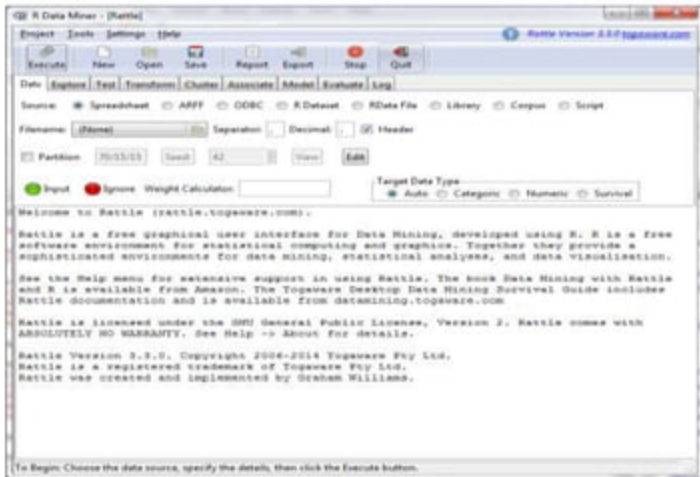 R Data Miner - [Rattle]
Project Tools Settings Help
Rattle Version 3.3.0 togaware.com
Execute New Open Save Report Export Stop Quit
Data Explore Test Transform Cluster Associate Model Evaluate Log
Source: Spreadsheet ARFF ODBC R Dataset RData File Library Corpus Script
Filename: (None) Separator: , Decimal: . Header
Partition 70/15/15 Seed 42 View Edit
Input Ignore Weight Calculator: Target Data Type
Auto Categoric Numeric Survival
Welcome to Rattle (rattle.togaware.com).
Rattle is a free graphical user interface for Data Mining, developed using R. R is a free
software environment for statistical computing and graphics. Together they provide a
sophisticated environments for data mining, statistical analyses, and data visualisation.
See the Help menu for extensive support in using Rattle. The book Data Mining with Rattle
and R is available from Amazon. The Togaware Desktop Data Mining Survival Guide includes
Rattle documentation and is available from datamining.togaware.com
Rattle is licensed under the GNU General Public License, Version 2. Rattle comes with
ABSOLUTELY NO WARRANTY. See Help -> About for details.
Rattle Version 3.3.0. Copyright 2006-2014 Togaware Pty Ltd.
Rattle is a registered trademark of Togaware Pty Ltd.
Rattle was created and implemented by Graham Williams.
To Begin: Choose the data source, specify the details, then click the Execute button.